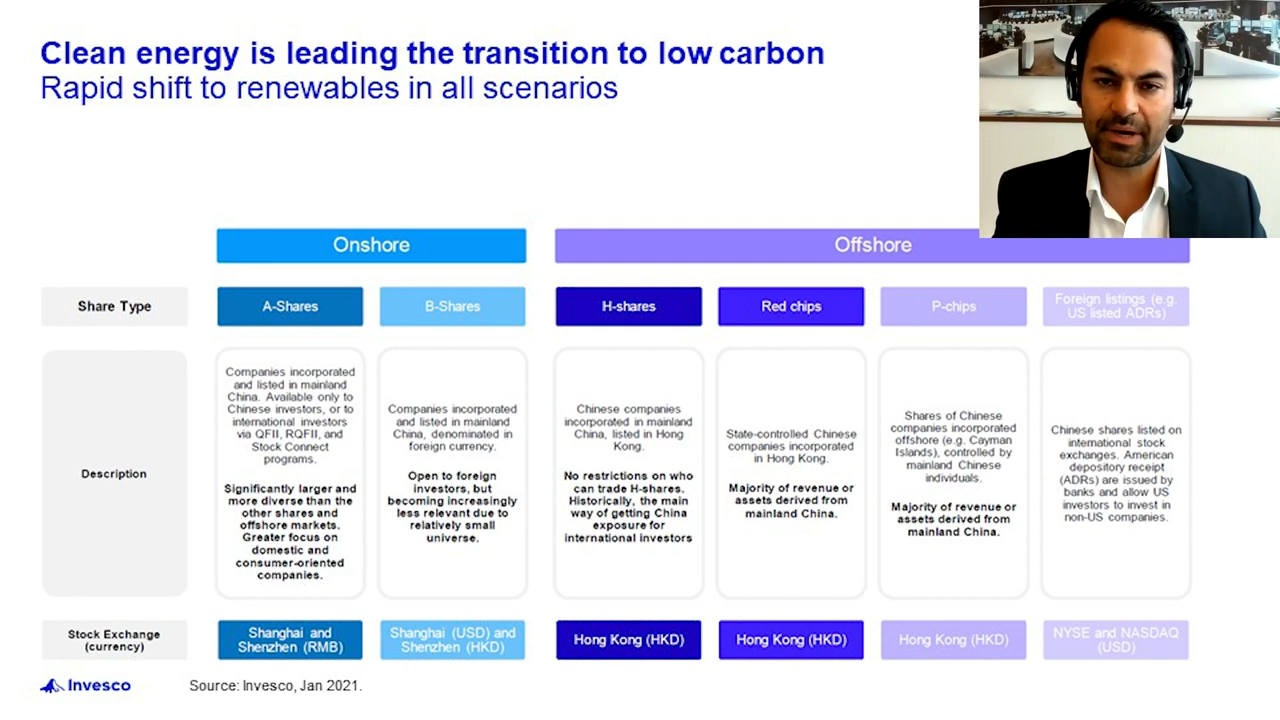 Clean energy is leading the transition to low carbon
Rapid shift to renewables in all scenarios
Onshore
Offshore
Share Type
A-Shares
B-Shares
H-shares
Red chips
P-chips
Foreign listings (e.g.
US listed ADRs)
Description
Companies incorporated
and listed in mainland
China. Available only to
Chinese investors, or to
international investors
via QFII, RQFII, and
Stock Connect
programs.
Significantly larger and
more diverse than the
other shares and
offshore markets.
Greater focus on
domestic and
consumer-oriented
companies.
Companies incorporated
and listed in mainland
China, denominated in
foreign currency.
Open to foreign
investors, but
becoming increasingly
less relevant due to
relatively small
universe.
Chinese companies
incorporated in mainland
China, listed in Hong
Kong.
No restrictions on who
can trade H-shares.
Historically, the main
way of getting China
exposure for
international investors
State-controlled Chinese
companies incorporated
in Hong Kong.
Majority of revenue or
assets derived from
mainland China.
Shares of Chinese
companies incorporated
offshore (e.g. Cayman
Islands), controlled by
mainland Chinese
individuals.
Majority of revenue or
assets derived from
mainland China.
Chinese shares listed on
international stock
exchanges. American
depository receipt
(ADRs) are issued by
banks and allow US
investors to invest in
non-US companies.
Stock Exchange
(currency)
Shanghai and
Shenzhen (RMB)
Shanghai (USD) and
Shenzhen (HKD)
Hong Kong (HKD)
Hong Kong (HKD)
Hong Kong (HKD)
NYSE and NASDAQ
(USD)
Invesco
Source: Invesco, Jan 2021.